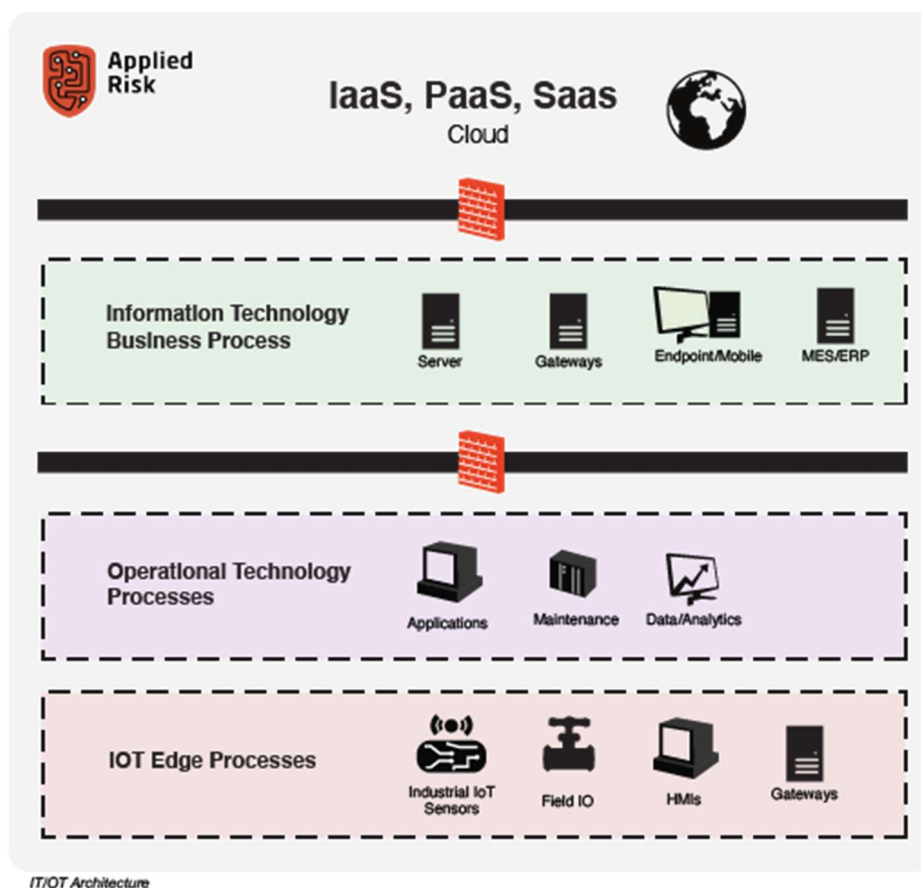 Applied
Risk
IaaS, PaaS, Saas
Cloud
Information Technology
Business Process
Server
Gateways
Endpoint/Mobile
MES/ERP
Operational Technology
Processes
Applications
Maintenance
Data/Analytics
IOT Edge Processes
Industrial IoT
Sensors
Field IO
HMIs
Gateways
IT/OT Architecture